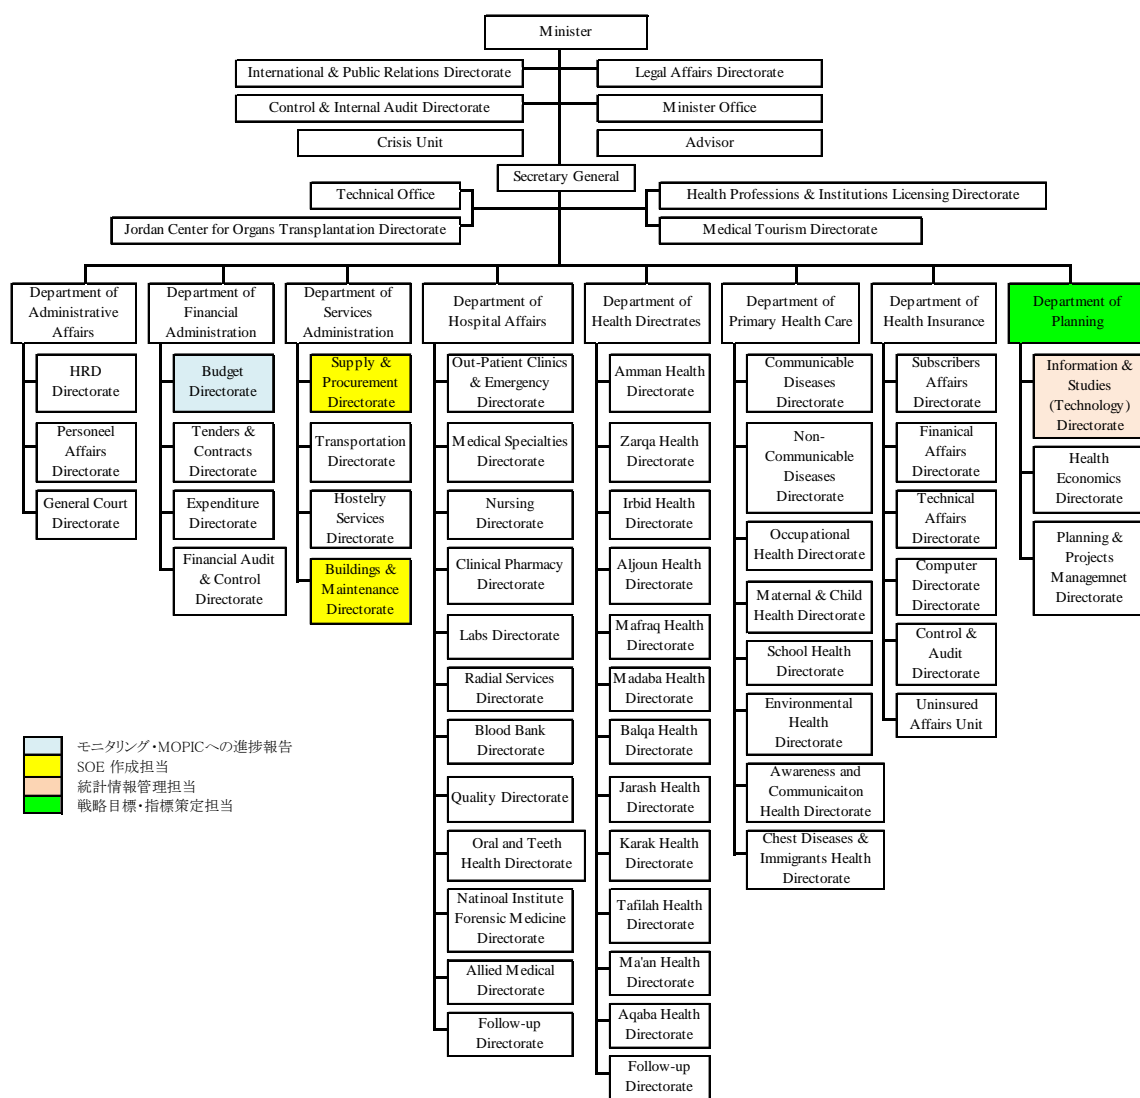 Minister
International & Public Relations Directorate
Legal Affairs Directorate
Control & Internal Audit Directorate
Minister Office
Crisis Unit
Advisor
Secretary General
Technical Office
Health Professions & Institutions Licensing Directorate
Jordan Center for Organs Transplantation Directorate
Medical Tourism Directorate
Department of
Administrative
Affairs
HRD
Directorate
Personeel
Affairs
Directorate
General Court
Directorate
Department of
Financial
Administration
Budget
Directorate
Tenders &
Contracts
Directorate
Expenditure
Directorate
Financial Audit
& Control
Directorate
Department of
Services
Administration
Supply &
Procurement
Directorate
Transportation
Directorate
Hostelry
Services
Directorate
Buildings &
Maintenance
Directorate
Department of
Hospital Affairs
Out-Patient Clinics
& Emergency
Directorate
Medical Specialties
Directorate
Nursing
Directorate
Clinical Pharmacy
Directorate
Labs Directorate
Radial Services
Directorate
Blood Bank
Directorate
Quality Directorate
Oral and Teeth
Health Directorate
Natinoal Institute
Forensic Medicine
Directorate
Allied Medical
Directorate
Follow-up
Directorate
Department of
Health Directrates
Amman Health
Directorate
Zarqa Health
Directorate
Irbid Health
Directorate
Aljoun Health
Directorate
Mafraq Health
Directorate
Madaba Health
Directorate
Balqa Health
Directorate
Jarash Health
Directorate
Karak Health
Directorate
Tafilah Health
Directorate
Ma'an Health
Directorate
Aqaba Health
Directorate
Follow-up
Directorate
Department of
Primary Health Care
Communicable
Diseases
Directorate
Non-
Communicable
Diseases
Directorate
Occupational
Health Directorate
Maternal & Child
Health Directorate
School Health
Directorate
Environmental
Health
Directorate
Awareness and
Communicaiton
Health Directorate
Chest Diseases &
Immigrants Health
Directorate
Department of
Health Insurance
Subscribers
Affairs
Directorate
Finanical
Affairs
Directorate
Technical
Affairs
Directorate
Computer
Directorate
Directorate
Control &
Audit
Directorate
Uninsured
Affairs Unit
Department of
Planning
Information &
Studies
(Technology)
Directorate
Health
Economics
Directorate
Planning &
Projects
Managemnet
Directorate
モニタリング・MOPICへの進捗報告
SOE 作成担当
統計情報管理担当
戦略目標・指標策定担当